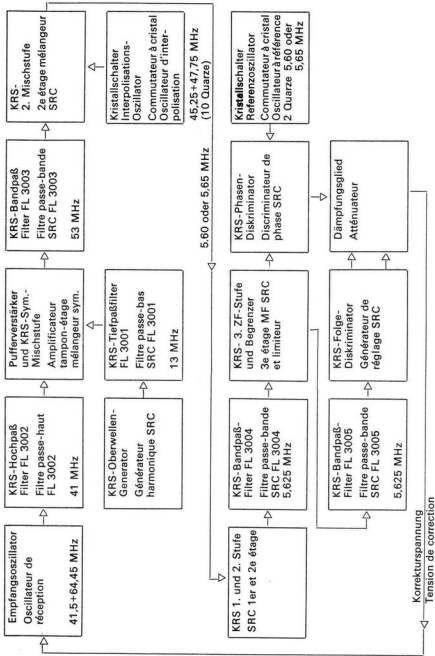 Empfangsoszillator
Oscillateur de
réception
41,5÷64,45 MHz
KRS-Hochpaß
Filter FL 3002
Filtre passe-haut
FL 3002
41 MHz
Pufferverstärker
und KRS-Sym.-
Mischstufe
Amplificateur
tampon-étage
mélangeur sym.
KRS-Bandpaß
Filter FL 3003
Filtre passe-bande
SRC FL 3003
53 MHz
KRS-
2. Mischstufe
2e étage mélangeur
SRC
KRS-Oberwellen-
Generator
Générateur
harmonique SRC
KRS-Tiefpaßfilter
FL 3001
Filtre passe-bas
SRC FL 3001
13 MHz
Kristallschalter
Interpolisations-
Oszillator
Commutateur à cristal
Oscillateur d'inter-
polisation
45,25÷47,75 MHz
(10 Quarze)
5,60 oder 5,65 MHz
KRS 1. und 2. Stufe
SRC 1er et 2e étage
KRS-Bandpaß-
Filter FL 3004
Filtre passe-bande
SRC FL 3004
5,625 MHz
KRS- 3. ZF-Stufe
und Begrenzer
3e étage MF SRC
et limiteur
KRS-Phasen-
Diskriminator
Discriminateur de
phase SRC
Kristallschalter
Referenzoszillator
Commutateur à cristal
Oscillateur à référence
2 Quarze 5,60 oder
5,65 MHz
KRS-Bandpaß-
Filter FL 3005
Filtre passe-bande
SRC FL 3005
5,625 MHz
KRS-Folge-
Diskriminator
Générateur de
réglage SRC
Dämpfungsglied
Atténuateur
Korrekturspannung
Tension de correction